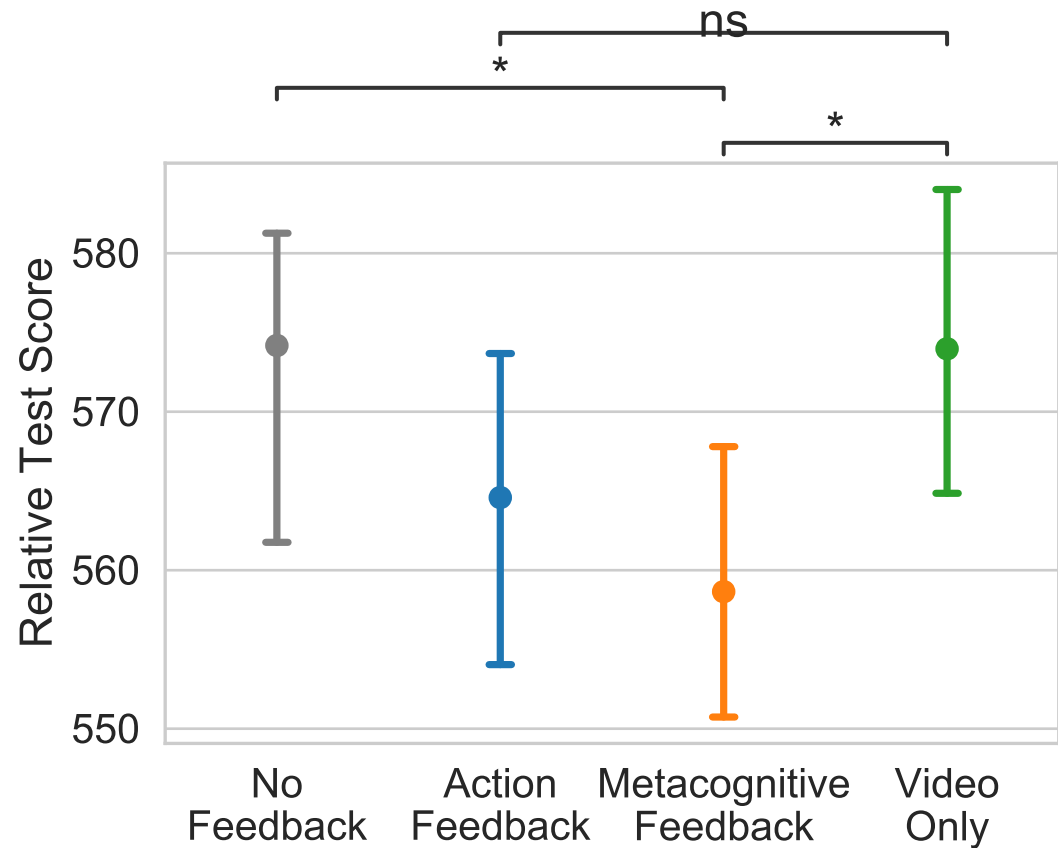 ns
*
*
Relative Test Score
580
570
560
550
No
Feedback
Action
Feedback
Metacognitive
Feedback
Video
Only